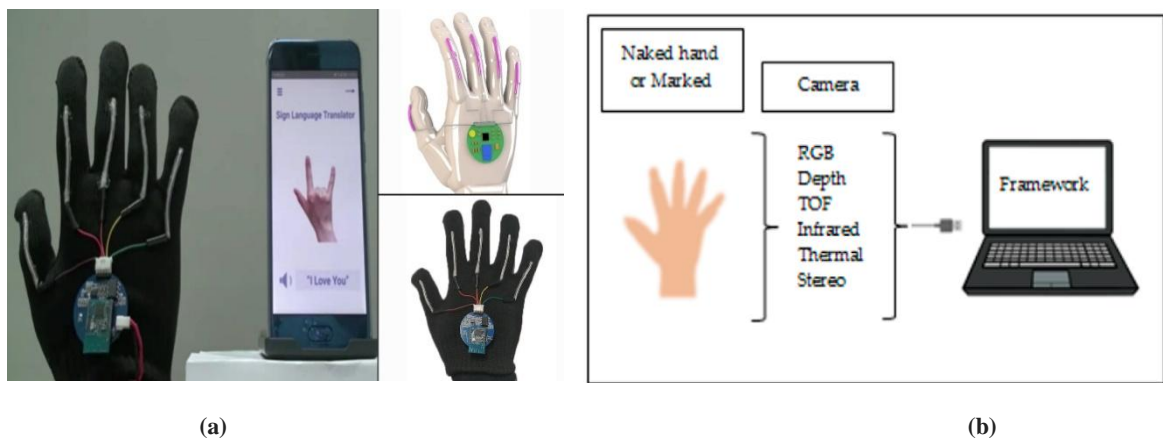 Sign Language Translator
"I Love You"
Naked hand
or Marked
Camera
RGB
Depth
TOF
Infrared
Thermal
Stereo
Framework
(a)
(b)